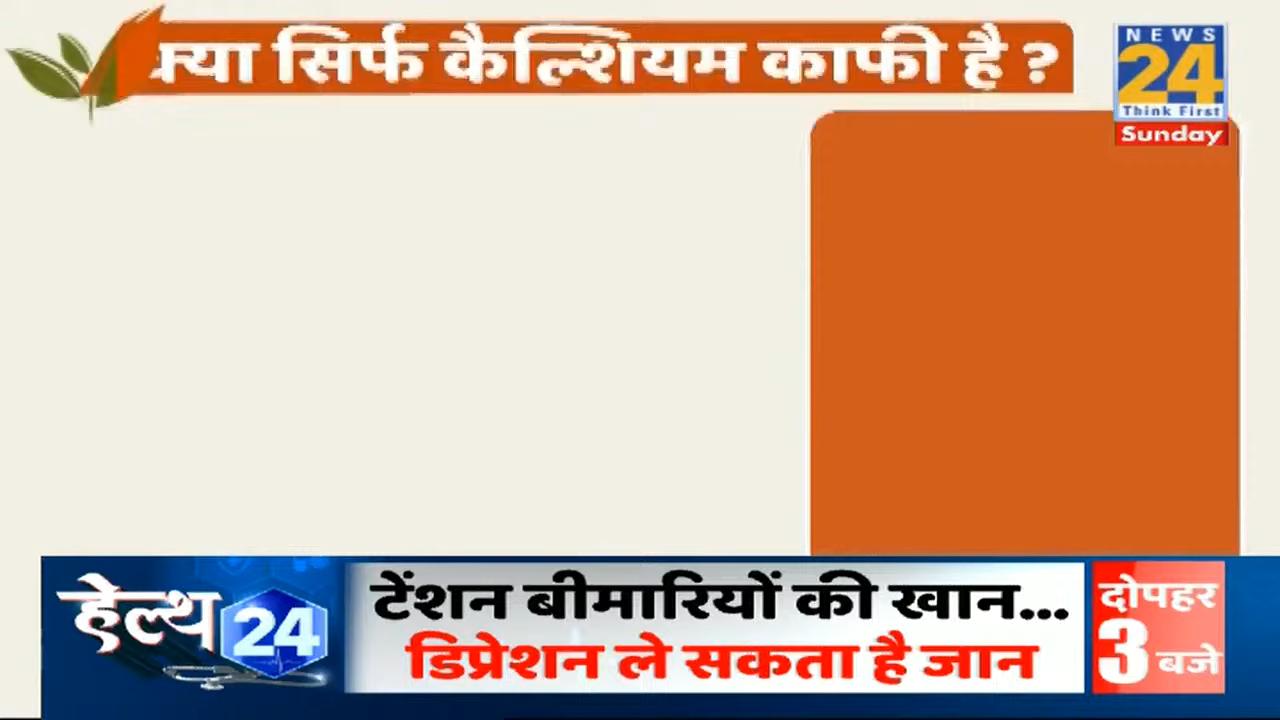 क्या सिर्फ कैल्शियम काफी है ?
NEWS
24
Think First
Sunday
हेल्थ 24
टेंशन बीमारियों की खान...
डिप्रेशन ले सकता है जान
दोपहर
3 बजे